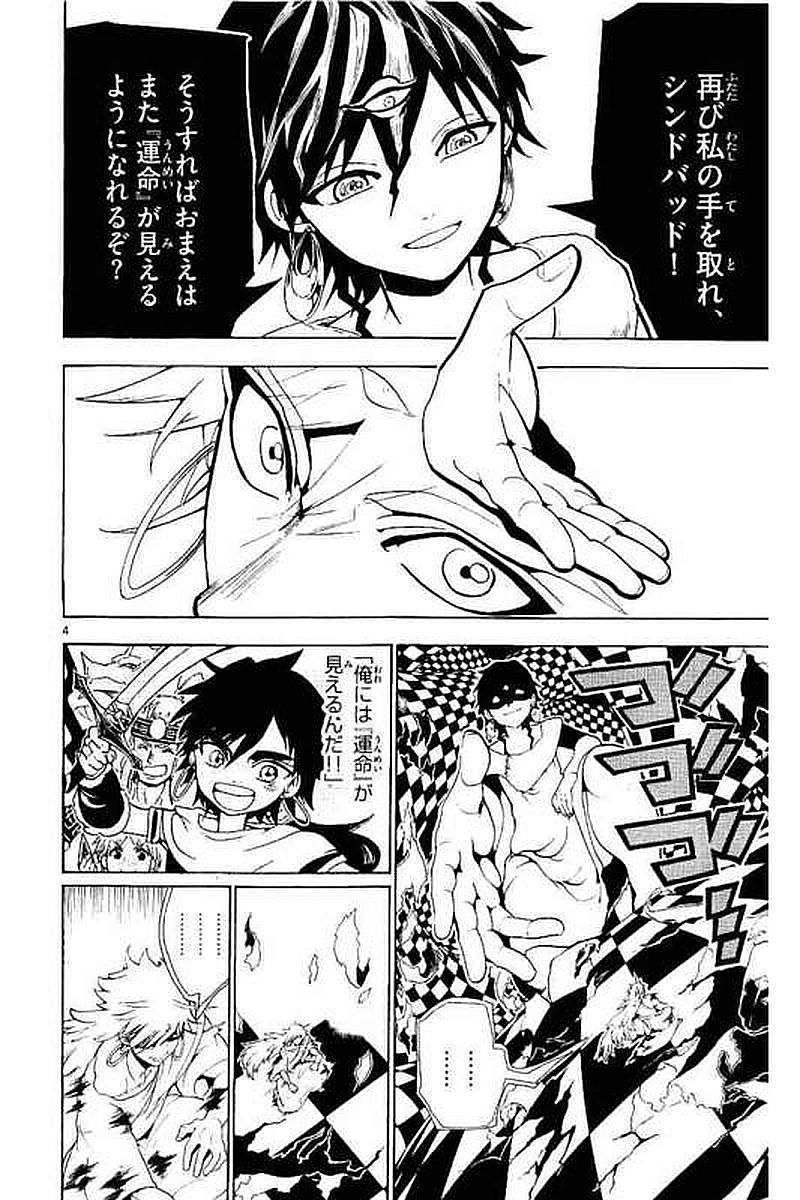 再び私の手を取れ、
シンドバッド！
そうすればおまえは
また『運命』が見える
ようになれるぞ？
4
ゴゴゴ…
「俺には『運命』が
見えるんだ!!」
……
……
……
……